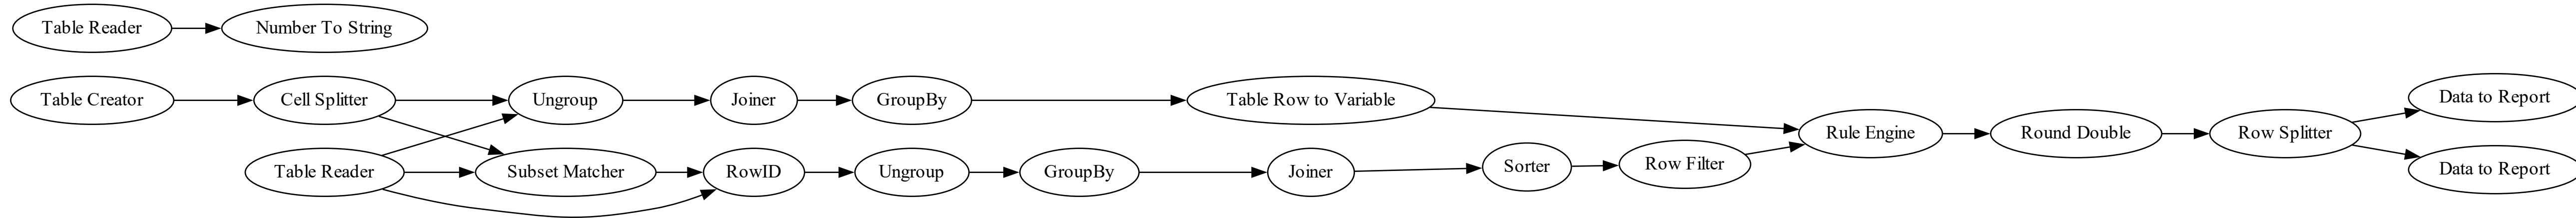 Table Reader
Number To String
Table Creator
Cell Splitter
Ungroup
Joiner
GroupBy
Table Row to Variable
Rule Engine
Round Double
Row Splitter
Data to Report
Table Reader
Subset Matcher
RowID
Ungroup
GroupBy
Joiner
Sorter
Row Filter
Data to Report